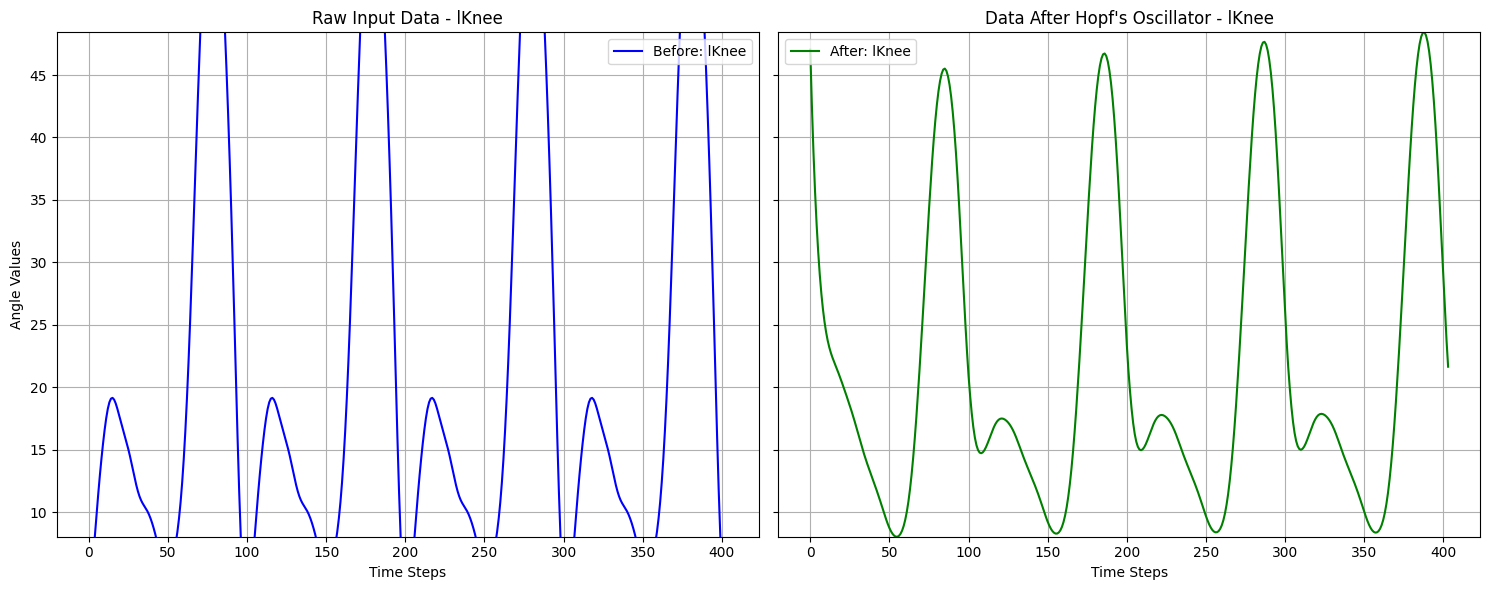 Raw Input Data - lKnee
Before: lKnee
Angle Values
45
40
35
30
25
20
15
10
0 50 100 150 200 250 300 350 400
Time Steps
Data After Hopf's Oscillator - lKnee
After: lKnee
0 50 100 150 200 250 300 350 400
Time Steps